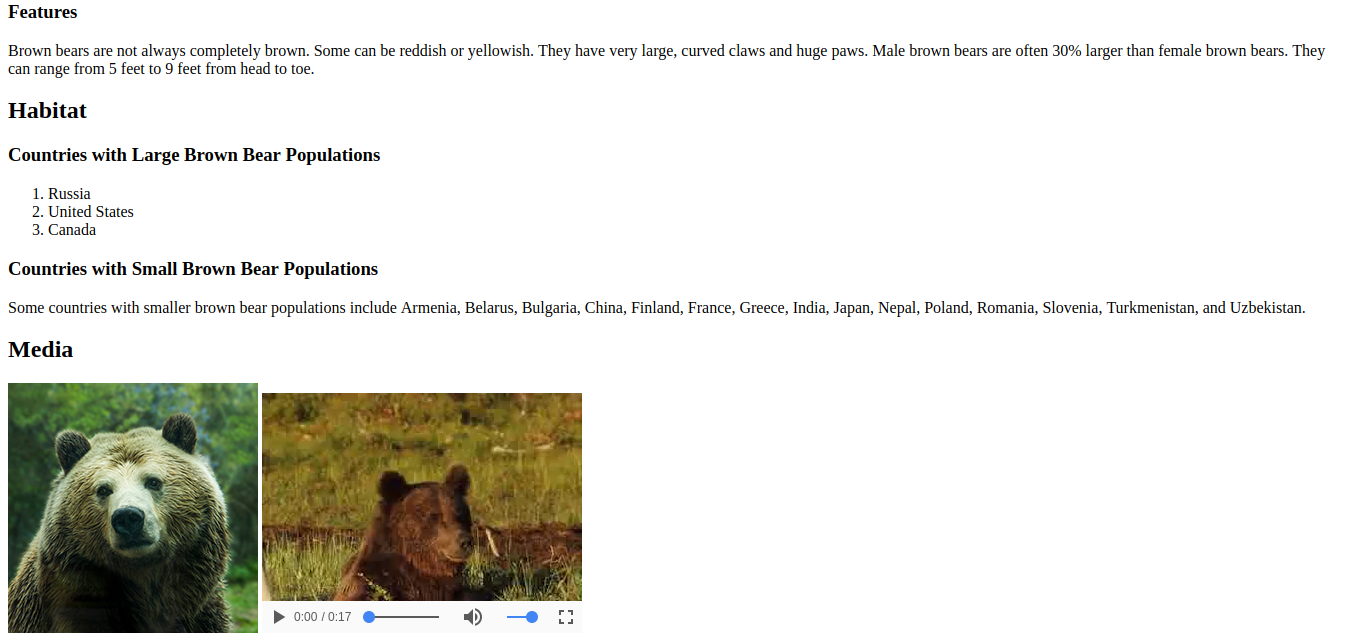 Features
Brown bears are not always completely brown. Some can be reddish or yellowish. They have very large, curved claws and huge paws. Male brown bears are often 30% larger than female brown bears. They
can range from 5 feet to 9 feet from head to toe.
Habitat
Countries with Large Brown Bear Populations
1. Russia
2. United States
3. Canada
Countries with Small Brown Bear Populations
Some countries with smaller brown bear populations include Armenia, Belarus, Bulgaria, China, Finland, France, Greece, India, Japan, Nepal, Poland, Romania, Slovenia, Turkmenistan, and Uzbekistan.
Media
0:00 / 0:17